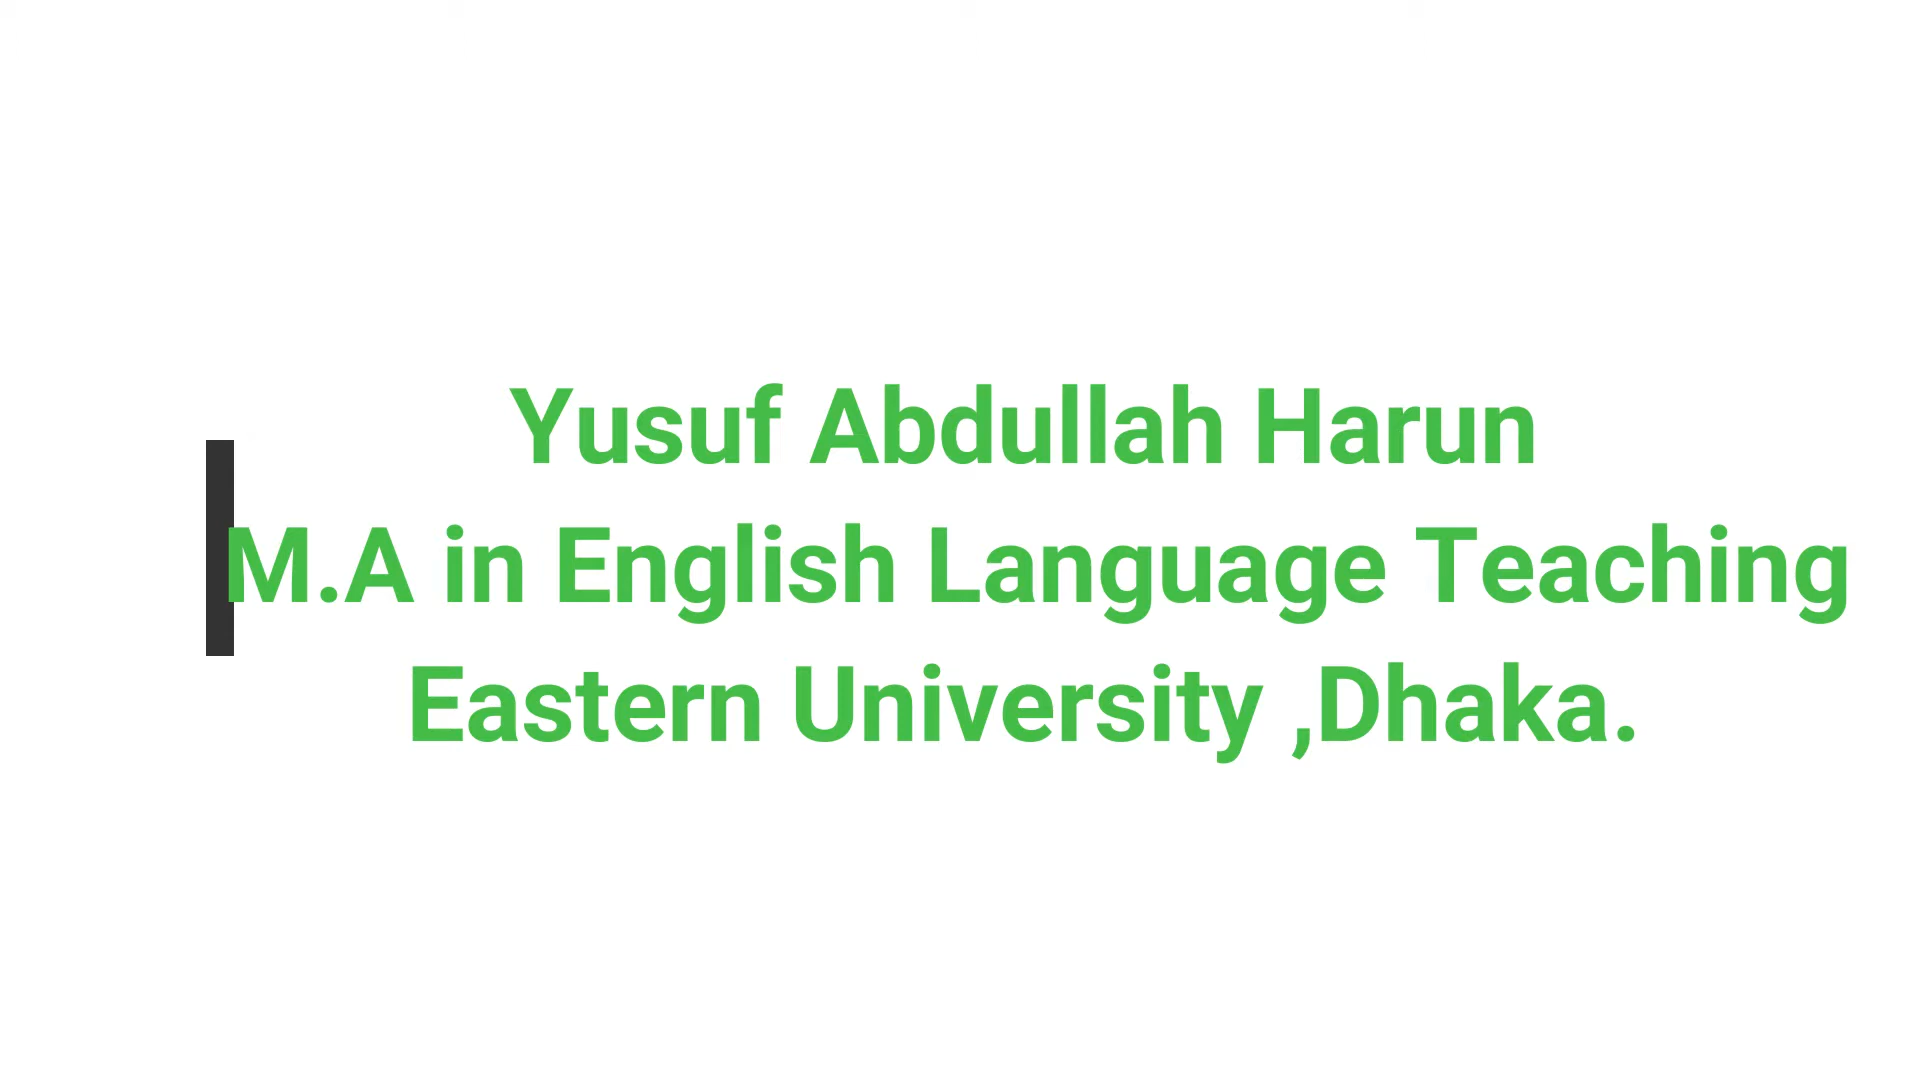 Yusuf Abdullah Harun
M.A in English Language Teaching
Eastern University ,Dhaka.